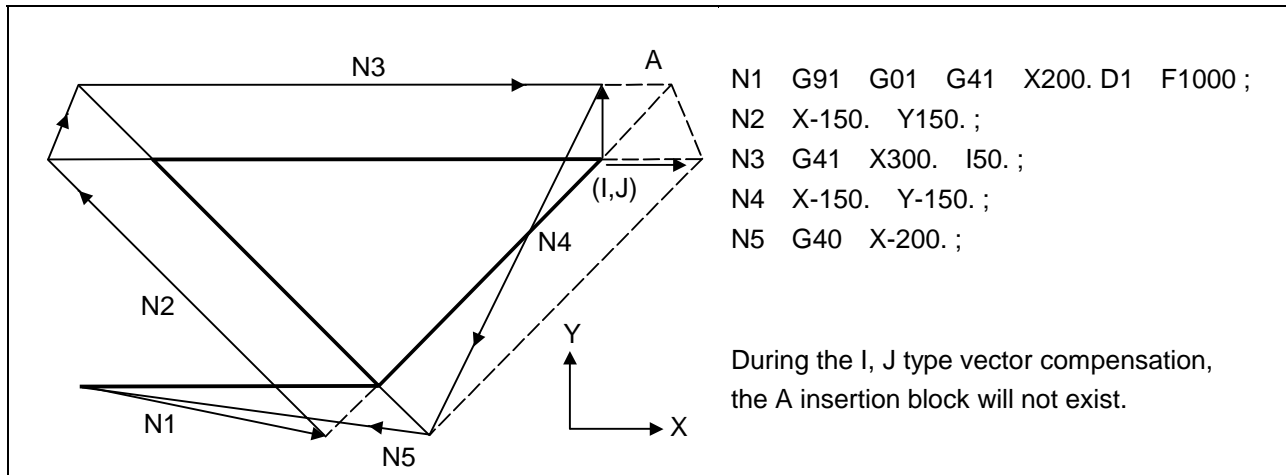 A
N3
N1 G91 G01 G41 X200. D1 F1000 ;
N2 X-150. Y150. ;
N3 G41 X300. I50. ;
N4 X-150. Y-150. ;
N5 G40 X-200. ;
(I,J)
N4
N2
Y
During the I, J type vector compensation,
the A insertion block will not exist.
N1
X
N5